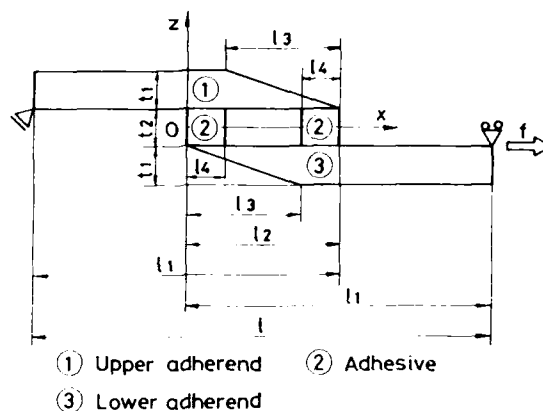 z
l3
l4
t1
1
t2
O
2
2
x
f
t1
3
l4
l3
l2
l1
l1
l
1 Upper adherend 2 Adhesive
3 Lower adherend